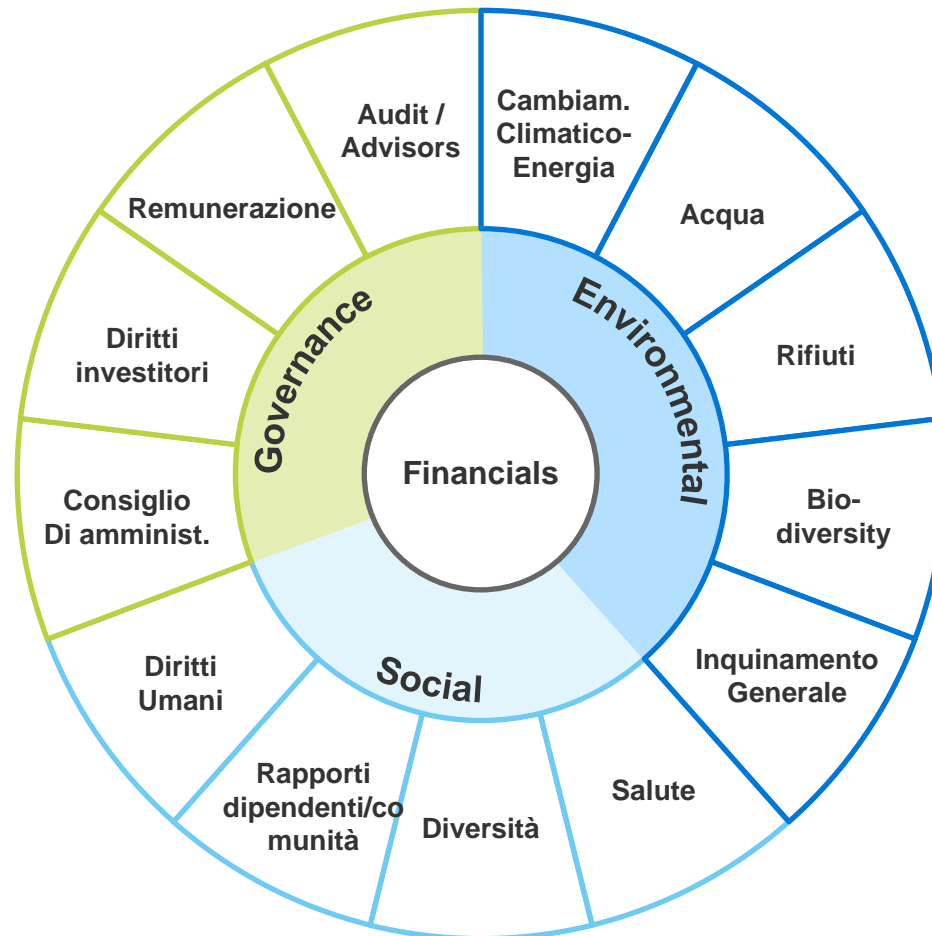 Audit /
Advisors
Cambiam.
Climatico-
Energia
Remunerazione
Acqua
Governance
Environmental
Diritti
investitori
Rifiuti
Financials
Consiglio
Di amminist.
Bio-
diversity
Diritti
Umani
Social
Inquinamento
Generale
Rapporti
dipendenti/co
munità
Diversità
Salute